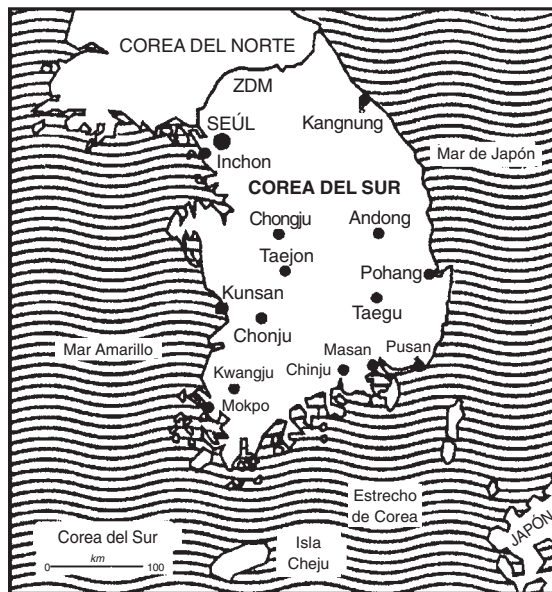 COREA DEL NORTE
ZDM
SEÚL
Kangnung
Inchon
Mar de Japón
COREA DEL SUR
Chongju
Andong
Taejon
Pohang
Kunsan
Taegu
Chonju
Mar Amarillo
Masan
Pusan
Kwangju
Chinju
Mokpo
Estrecho
de Corea
JAPÓN
Corea del Sur
km
0 100
Isla
Cheju